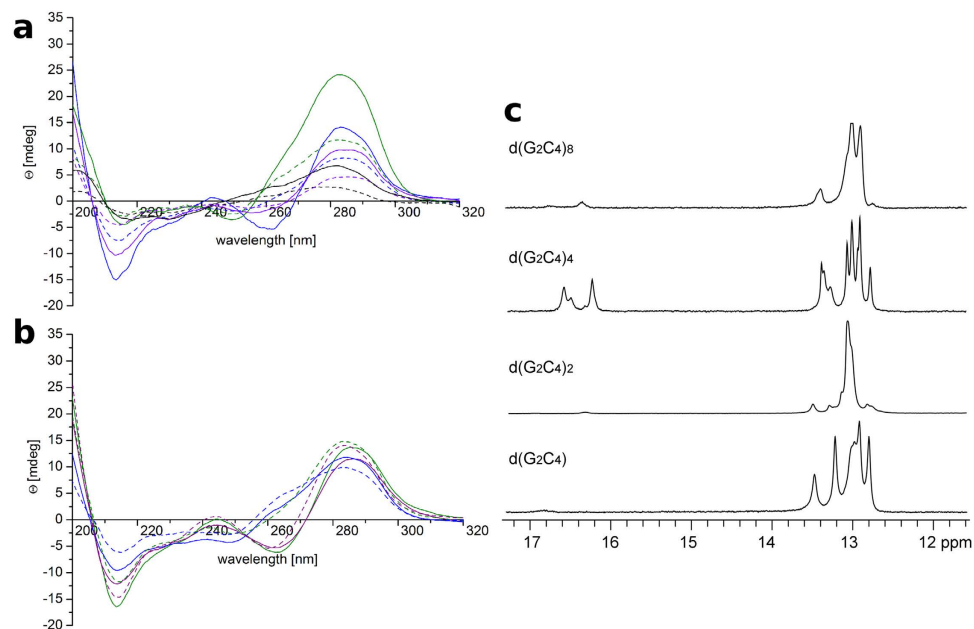 a
35
30
25
20
15
10
5
0
-5
-10
-15
-20
Θ [mdeg]
200 220 240 260 280 300 320
wavelength [nm]
b
35
30
25
20
15
10
5
0
-5
-10
-15
-20
Θ [mdeg]
200 220 240 260 280 300 320
wavelength [nm]
c
d(G2C4)8
d(G2C4)4
d(G2C4)2
d(G2C4)
17 16 15 14 13 12 ppm